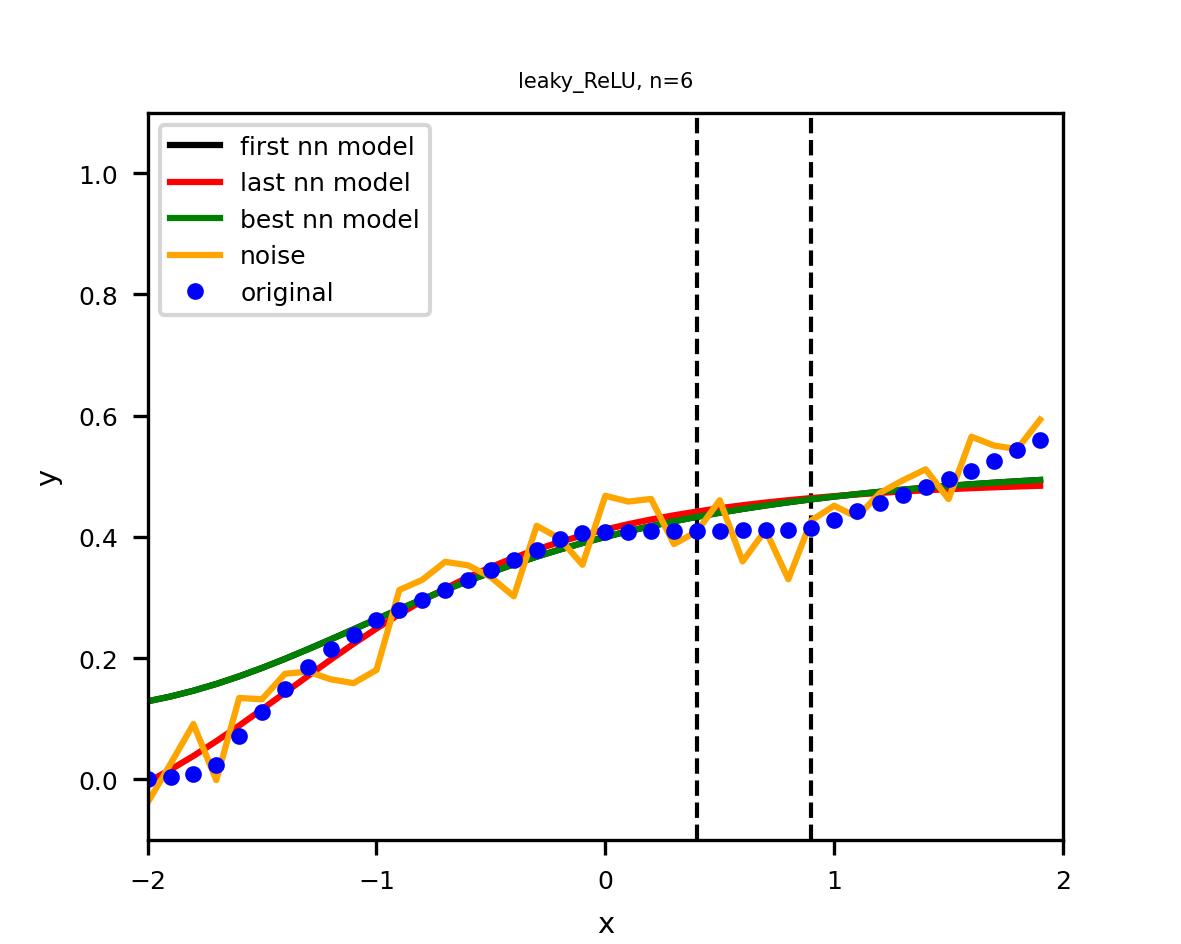 leaky_ReLU, n=6
first nn model
last nn model
best nn model
noise
original
1.0
0.8
0.6
0.4
0.2
0.0
y
−2
−1
0
1
2
x